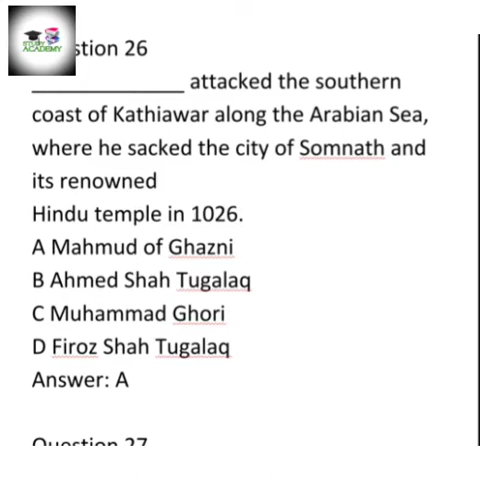 STUDY
ACADEMY
stion 26
______________ attacked the southern
coast of Kathiawar along the Arabian Sea,
where he sacked the city of Somnath and
its renowned
Hindu temple in 1026.
A Mahmud of Ghazni
B Ahmed Shah Tugalaq
C Muhammad Ghori
D Firoz Shah Tugalaq
Answer: A
Question 27